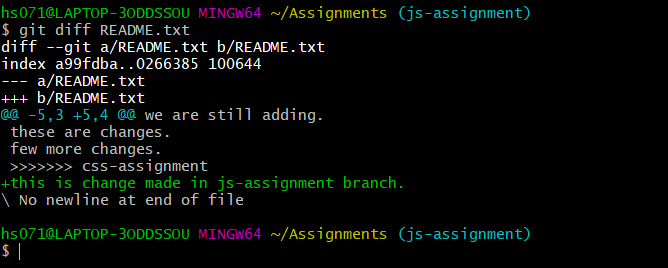 hs071@LAPTOP-3ODDSSOU MINGW64 ~/Assignments (js-assignment)
$ git diff README.txt
diff --git a/README.txt b/README.txt
index a99fdba..0266385 100644
--- a/README.txt
+++ b/README.txt
@@ -5,3 +5,4 @@ we are still adding.
 these are changes.
 few more changes.
 >>>>>>> css-assignment
+this is change made in js-assignment branch.
\ No newline at end of file
hs071@LAPTOP-3ODDSSOU MINGW64 ~/Assignments (js-assignment)
$